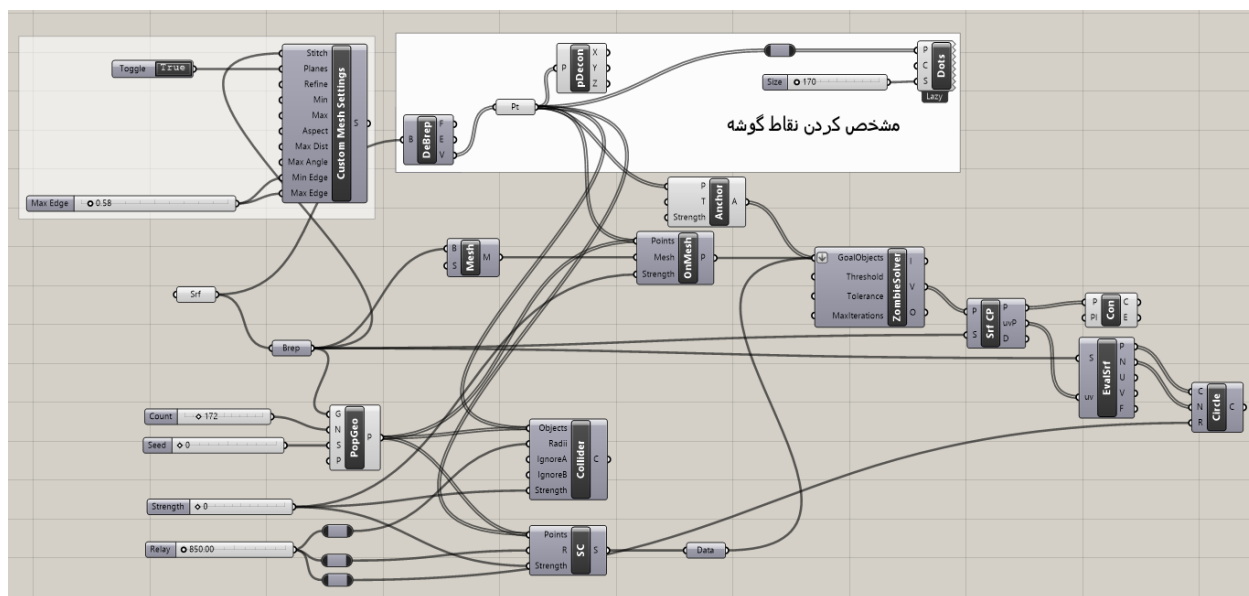 Toggle True
Stitch
Planes
Refine
Min
Max
Aspect
Max Dist
Max Angle
Min Edge
Max Edge
Custom Mesh Settings
S
Max Edge 0.58
B
DeBrep
F
E
V
Pt
P
pDecon
X
Y
Z
Size 170
P
C
S
Dots
Lazy
مشخص کردن نقاط گوشه
P
T
Strength
Anchor
A
B
S
Mesh
M
Points
Mesh
Strength
OnMesh
P
Srf
Brep
GoalObjects
Threshold
Tolerance
MaxIterations
ZombieSolver
I
V
O
P
S
Srf CP
P
uvP
D
P
Pl
Con
C
E
S
uv
EvalSrf
P
N
U
V
F
C
N
R
Circle
C
Count 172
Seed 0
G
N
S
P
PopGeo
P
Objects
Radii
IgnoreA
IgnoreB
Strength
Collider
C
Strength 0
Relay 850.00
Points
R
Strength
SC
S
Data